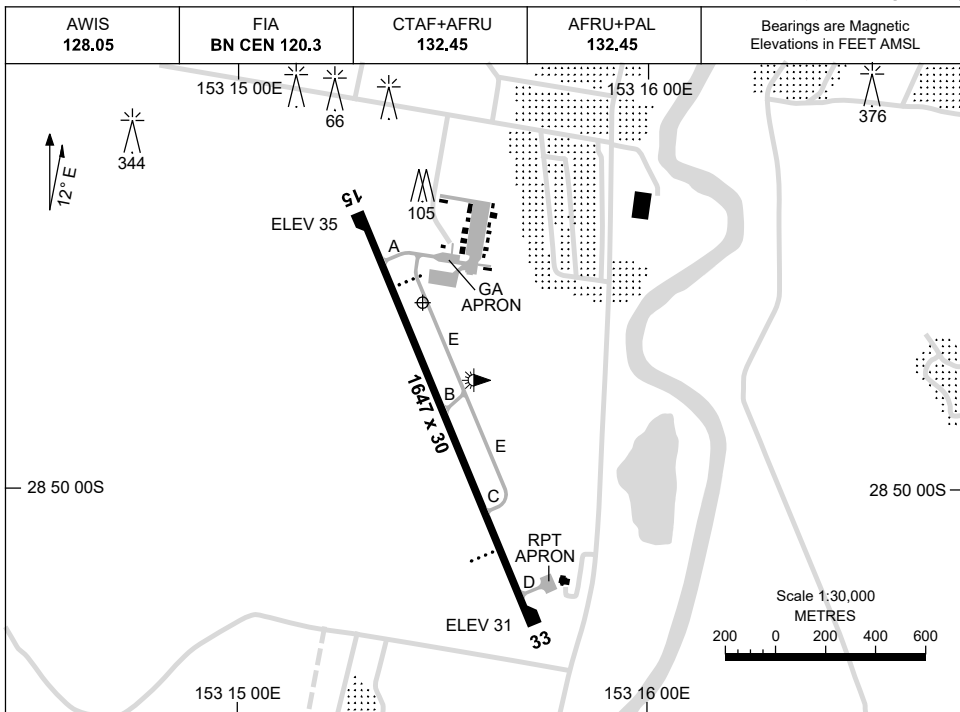 AWIS
128.05
FIA
BN CEN 120.3
CTAF+AFRU
132.45
AFRU+PAL
132.45
Bearings are Magnetic
Elevations in FEET AMSL
153 15 00E
153 16 00E
66
376
344
12° E
105
15
ELEV 35
A
GA
APRON
E
B
1647 x 30
E
28 50 00S
28 50 00S
C
RPT
APRON
D
ELEV 31
33
Scale 1:30,000
METRES
200 0 200 400 600
153 15 00E
153 16 00E